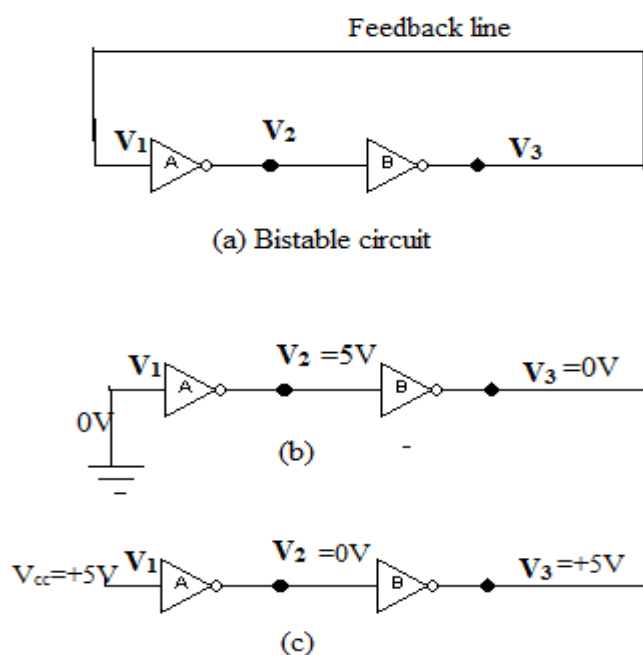 Feedback line
V1 A V2 B V3
(a) Bistable circuit
V1 A V2 =5V B V3 =0V
0V
(b) -
Vcc=+5V V1 A V2 =0V B V3=+5V
(c)